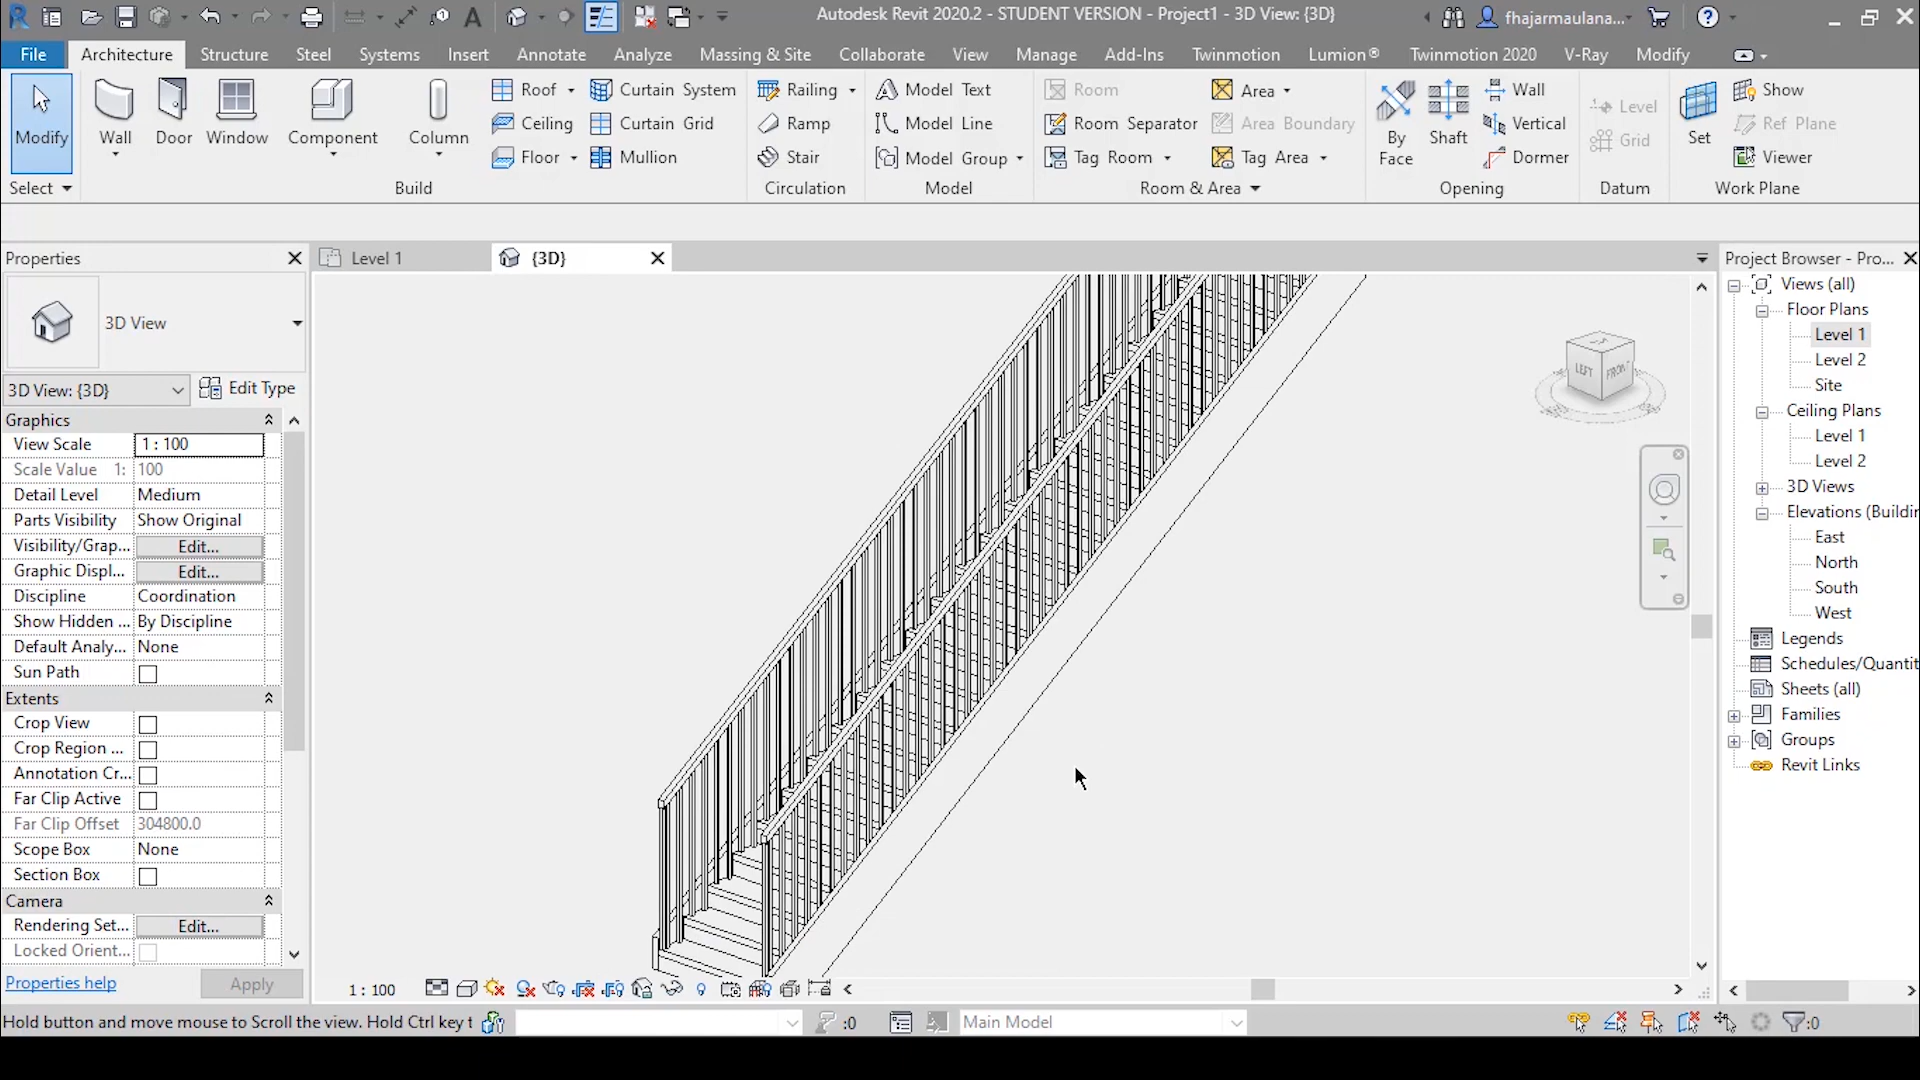 Autodesk Revit 2020.2 - STUDENT VERSION - Project1 - 3D View: {3D}
fhajarmaulana...
File Architecture Structure Steel Systems Insert Annotate Analyze Massing & Site Collaborate View Manage Add-Ins Twinmotion Lumion® Twinmotion 2020 V-Ray Modify
Modify Wall Door Window Component Column
Roof Curtain System Railing Model Text Room Area By Face Shaft Wall Level Set Show
Ceiling Curtain Grid Ramp Model Line Room Separator Area Boundary Vertical Grid Ref Plane
Floor Mullion Stair Model Group Tag Room Tag Area Dormer Viewer
Select Build Circulation Model Room & Area Opening Datum Work Plane
Properties
Level 1
{3D}
Project Browser - Pro...
3D View
3D View: {3D}
Edit Type
Graphics
View Scale 1 : 100
Scale Value 1: 100
Detail Level Medium
Parts Visibility Show Original
Visibility/Grap... Edit...
Graphic Displ... Edit...
Discipline Coordination
Show Hidden ... By Discipline
Default Analy... None
Sun Path
Extents
Crop View
Crop Region ...
Annotation Cr...
Far Clip Active
Far Clip Offset 304800.0
Scope Box None
Section Box
Camera
Rendering Set... Edit...
Locked Orient...
Properties help
Apply
LEFT FRONT
Views (all)
Floor Plans
Level 1
Level 2
Site
Ceiling Plans
Level 1
Level 2
3D Views
Elevations (Buildin
East
North
South
West
Legends
Schedules/Quantit
Sheets (all)
Families
Groups
Revit Links
1 : 100
Hold button and move mouse to Scroll the view. Hold Ctrl key t
:0
Main Model
:0